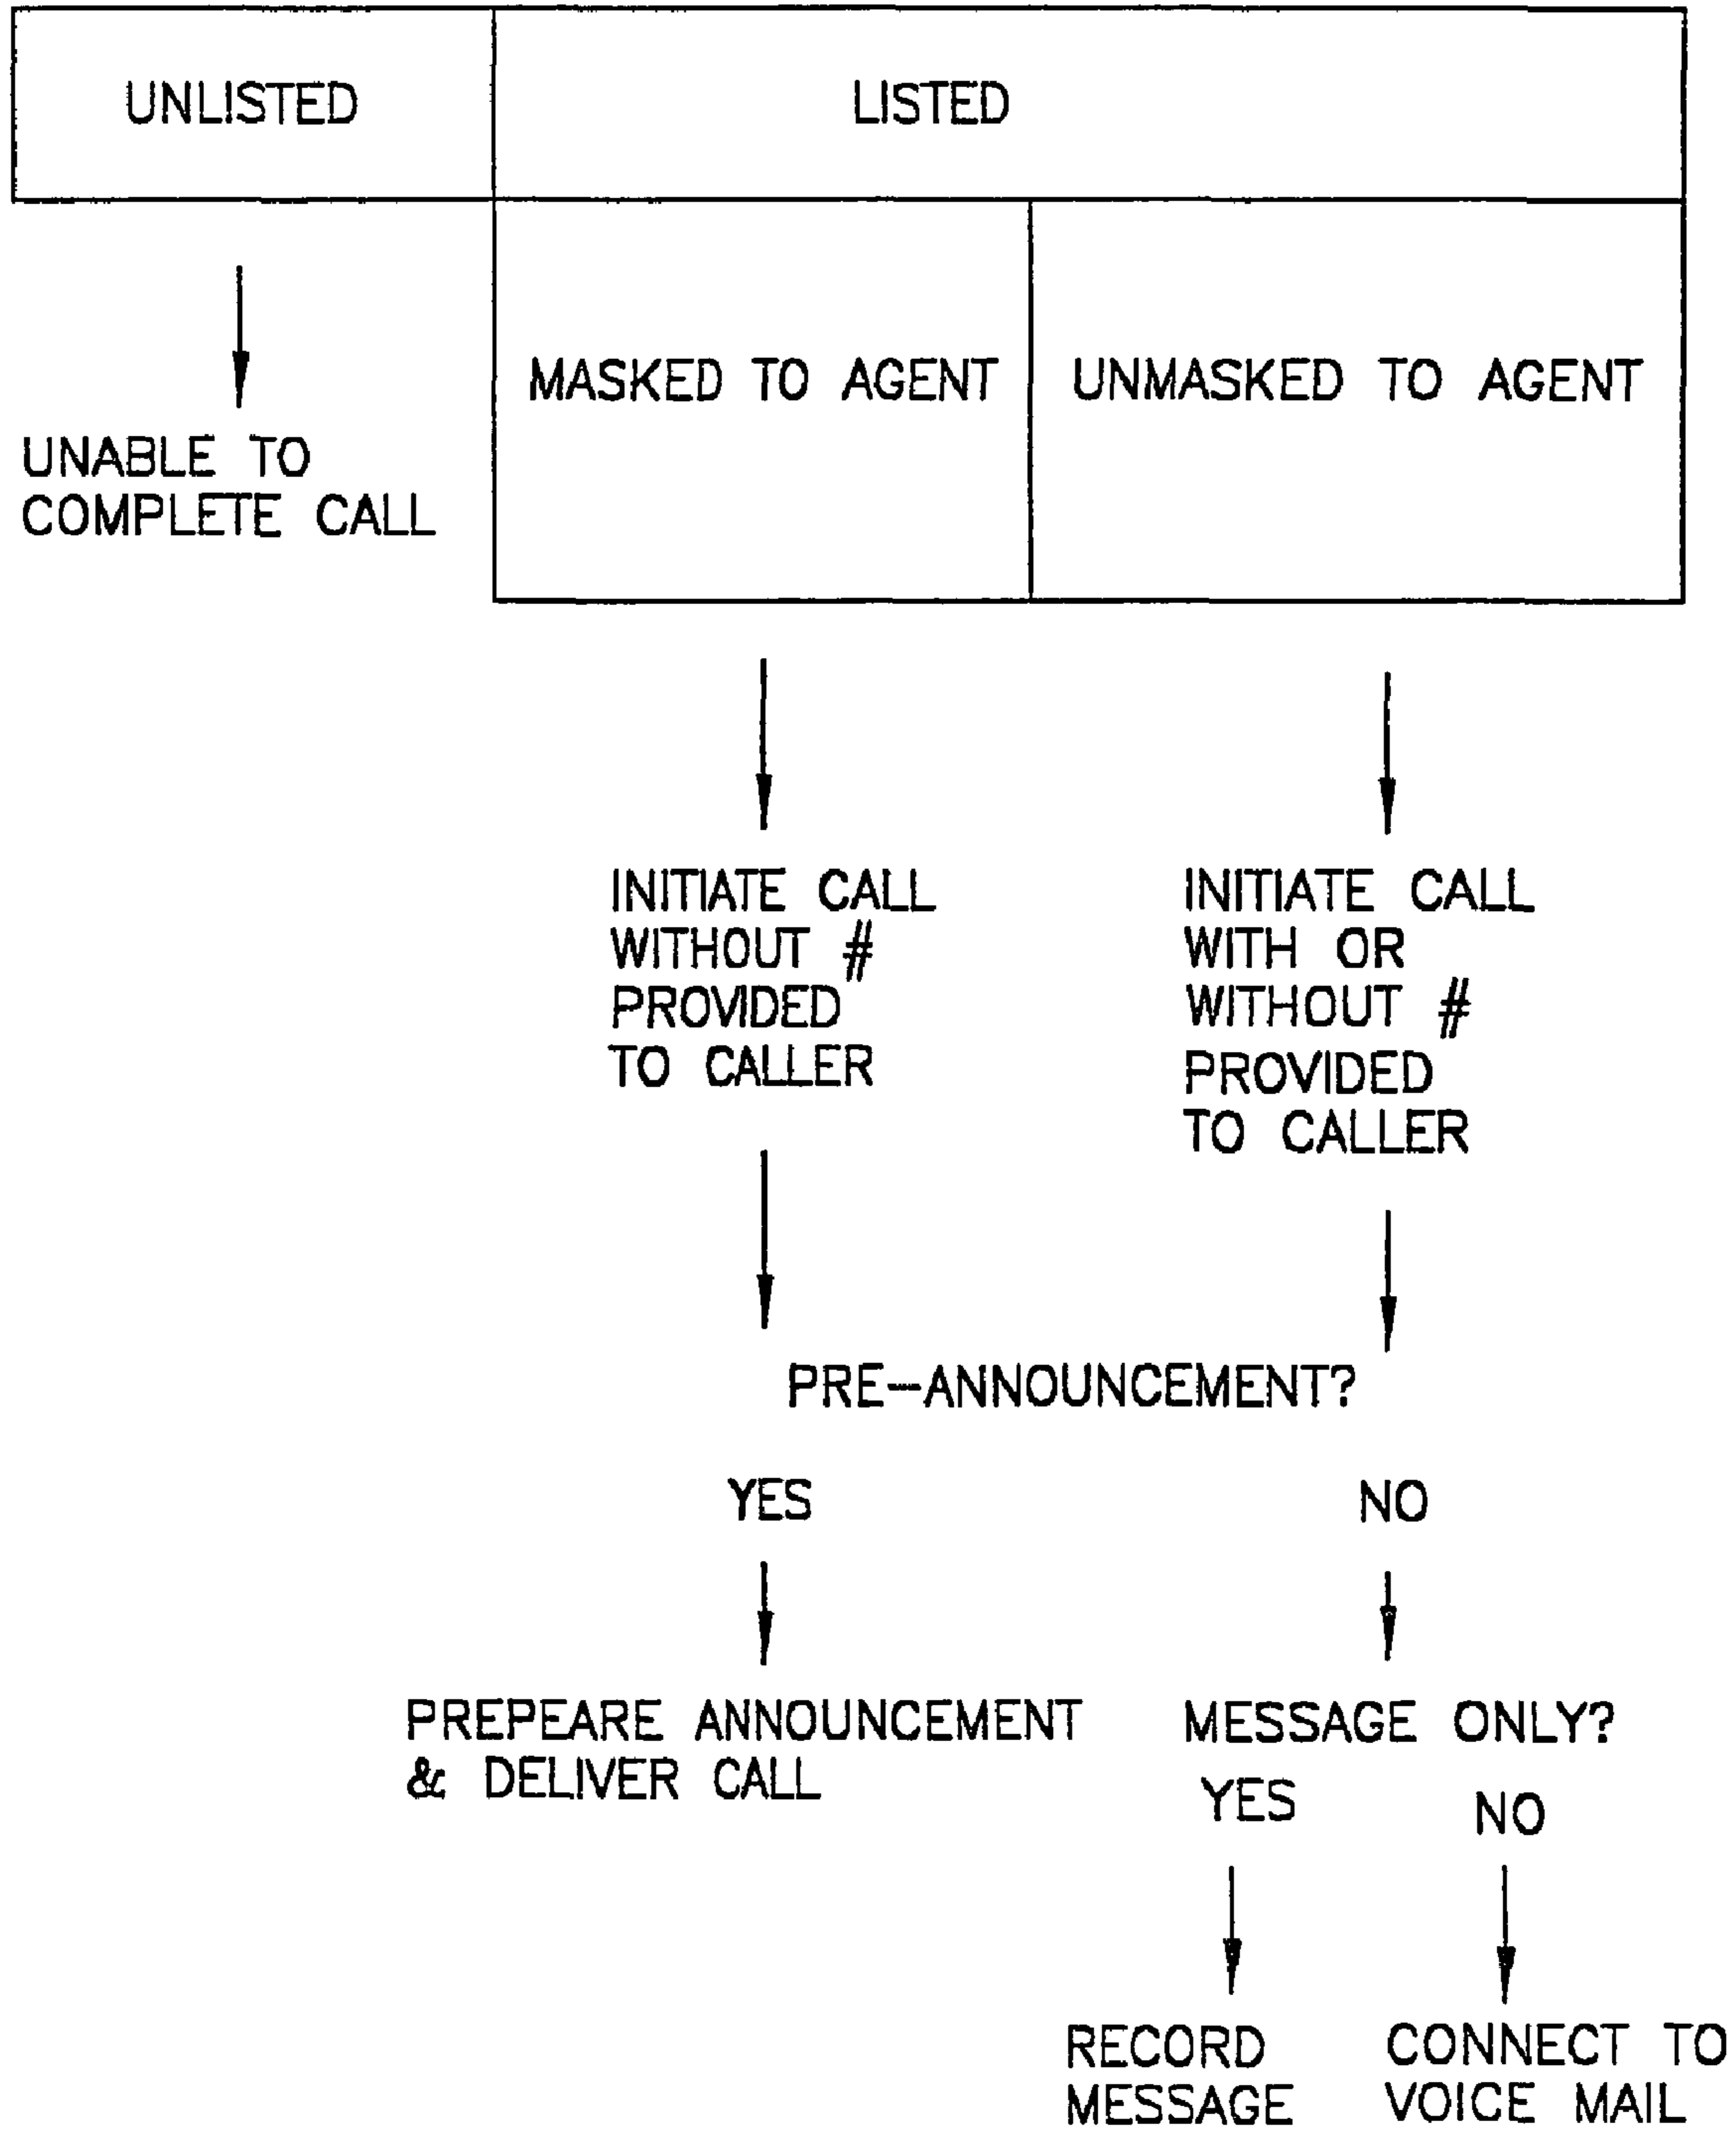 UNLISTED
LISTED
MASKED TO AGENT
UNMASKED TO AGENT
UNABLE TO
COMPLETE CALL
INITIATE CALL
WITHOUT #
PROVIDED
TO CALLER
INITIATE CALL
WITH OR
WITHOUT #
PROVIDED
TO CALLER
PRE-ANNOUNCEMENT?
YES
NO
PREPEARE ANNOUNCEMENT
& DELIVER CALL
MESSAGE ONLY?
YES
NO
RECORD
MESSAGE
CONNECT TO
VOICE MAIL